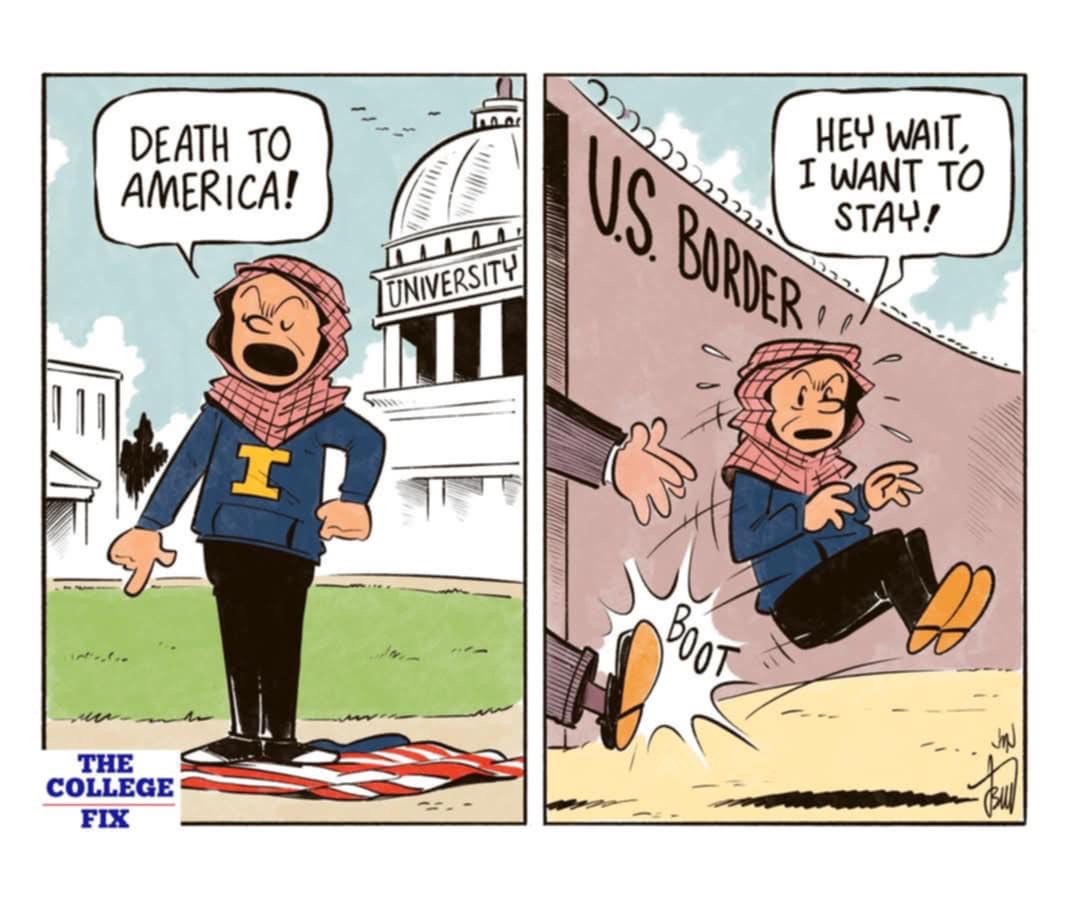 DEATH TO
AMERICA!
UNIVERSITY
I
THE
COLLEGE
FIX
HEY WAIT,
I WANT TO
STAY!
U.S. BORDER
BOOT